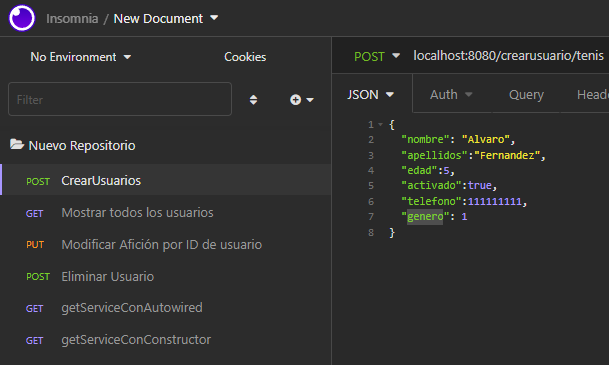 Insomnia / New Document
No Environment
Cookies
Filter
Nuevo Repositorio
POST CrearUsuarios
GET Mostrar todos los usuarios
PUT Modificar Afición por ID de usuario
POST Eliminar Usuario
GET getServiceConAutowired
GET getServiceConConstructor
POST localhost:8080/crearusuario/tenis
JSON Auth Query Head
1 {
2 "nombre": "Alvaro",
3 "apellidos":"Fernandez",
4 "edad":5,
5 "activado":true,
6 "telefono":111111111,
7 "genero": 1
8 }